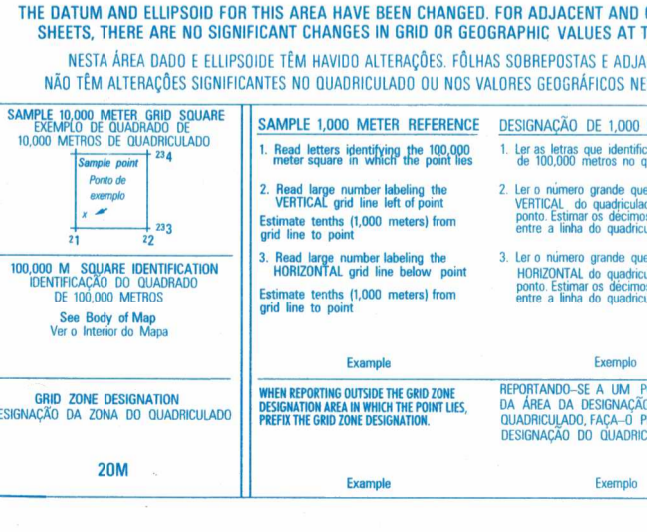 THE DATUM AND ELLIPSOID FOR THIS AREA HAVE BEEN CHANGED. FOR ADJACENT AND
SHEETS, THERE ARE NO SIGNIFICANT CHANGES IN GRID OR GEOGRAPHIC VALUES AT
NESTA ÁREA DADO E ELLIPSOIDE TÊM HAVIDO ALTERAÇÕES. FÔLHAS SOBREPOSTAS E ADJA
NÃO TÊM ALTERAÇÕES SIGNIFICANTES NO QUADRICULADO OU NOS VALORES GEOGRÁFICOS NE
SAMPLE 10,000 METER GRID SQUARE
EXEMPLO DE QUADRADO DE
10,000 METROS DE QUADRICULADO
Sample point
Ponto de
exemplo
x
234
233
21 22
100,000 M SQUARE IDENTIFICATION
IDENTIFICAÇÃO DO QUADRADO
DE 100,000 METROS
See Body of Map
Ver o Interior do Mapa
GRID ZONE DESIGNATION
ESIGNAÇÃO DA ZONA DO QUADRICULADO
20M
SAMPLE 1,000 METER REFERENCE
1. Read letters identifying the 100,000
meter square in which the point lies
2. Read large number labeling the
VERTICAL grid line left of point
Estimate tenths (1,000 meters) from
grid line to point
3. Read large number labeling the
HORIZONTAL grid line below point
Estimate tenths (1,000 meters) from
grid line to point
Example
WHEN REPORTING OUTSIDE THE GRID ZONE
DESIGNATION AREA IN WHICH THE POINT LIES,
PREFIX THE GRID ZONE DESIGNATION.
Example
DESIGNAÇÃO DE 1,000
1. Ler as letras que identific
de 100,000 metros no q
2. Ler o número grande que
VERTICAL do quadriculad
ponto. Estimar os décimos
entre a linha do quadricu
3. Ler o número grande que
HORIZONTAL do quadricu
ponto. Estimar os décimos
entre a linha do quadricu
Exemplo
REPORTANDO-SE A UM P
DA ÁREA DA DESIGNAÇÃO
QUADRICULADO, FAÇA-O P
DESIGNAÇÃO DO QUADRIC
Exemplo